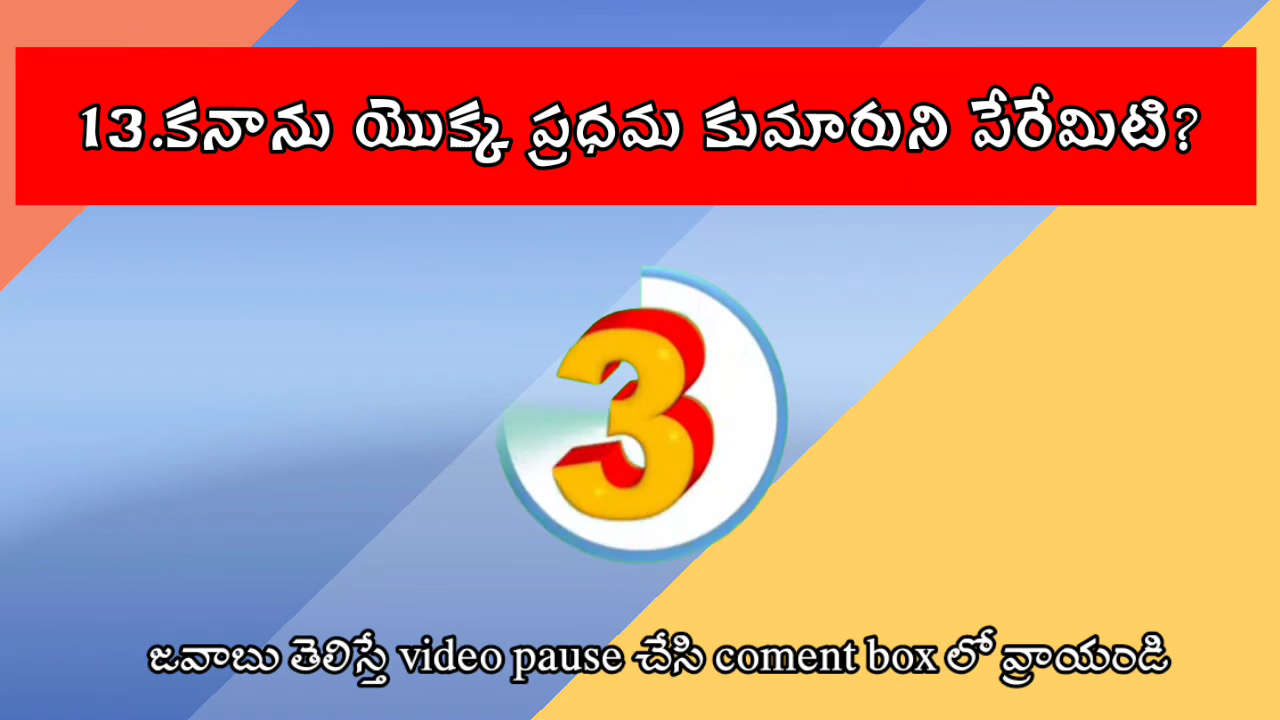 13.కనాను యొక్క ప్రధమ కుమారుని పేరేమిటి?
3
జవాబు తెలిస్తే video pause చేసి coment box లో వ్రాయండి